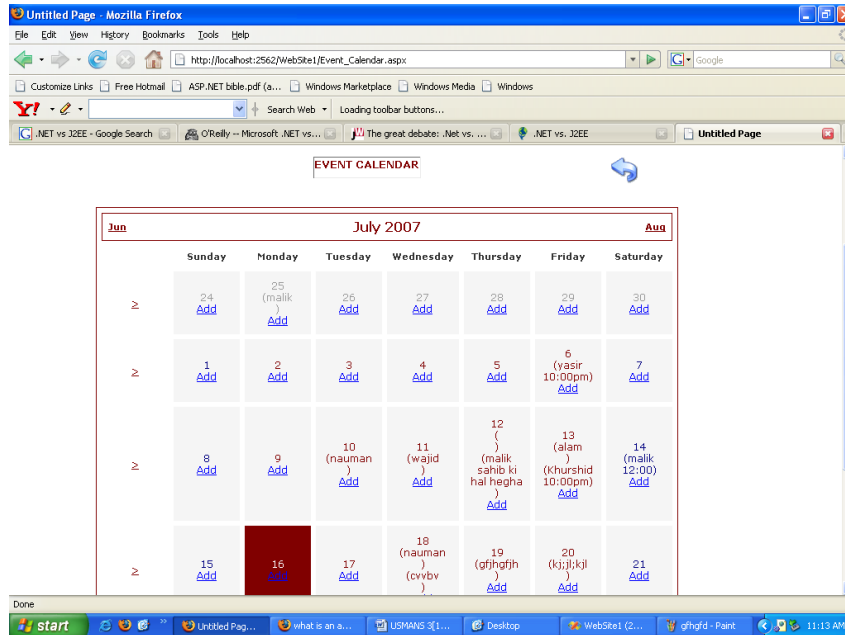 Untitled Page - Mozilla Firefox
File Edit View History Bookmarks Tools Help
http://localhost:2562/WebSite1/Event_Calendar.aspx
G Google
Customize Links Free Hotmail ASP.NET bible.pdf (a... Windows Marketplace Windows Media Windows
Y! Search Web Loading toolbar buttons...
G .NET vs J2EE - Google Search O'Reilly -- Microsoft .NET vs... The great debate: .Net vs. ... .NET vs. J2EE Untitled Page
EVENT CALENDAR
Jun July 2007 Aug
Sunday Monday Tuesday Wednesday Thursday Friday Saturday
>
24
Add
25
(malik
)
Add
26
Add
27
Add
28
Add
29
Add
30
Add
>
1
Add
2
Add
3
Add
4
Add
5
Add
6
(yasir
10:00pm)
Add
7
Add
>
8
Add
9
Add
10
(nauman
)
Add
11
(wajid
)
Add
12
(
)
(malik
sahib ki
hal hegha
)
Add
13
(alam
)
(Khurshid
10:00pm)
Add
14
(malik
12:00)
Add
>
15
Add
16
Add
17
Add
18
(nauman
)
(cvvbv
)
19
(gfjhgfjh
)
Add
20
(kj;jl;kjl
)
Add
21
Add
Done
start Untitled Pag... what is an a... USMANS 3[1... Desktop WebSite1 (2... gfhgfd - Paint 11:13 AM